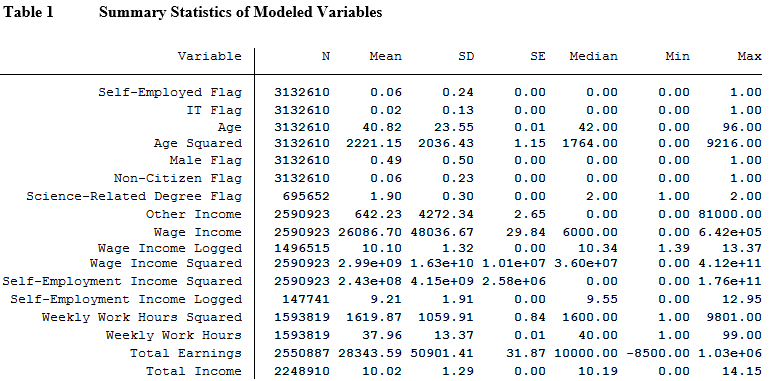 Table 1 Summary Statistics of Modeled Variables
Variable N Mean SD SE Median Min Max
Self-Employed Flag 3132610 0.06 0.24 0.00 0.00 0.00 1.00
IT Flag 3132610 0.02 0.13 0.00 0.00 0.00 1.00
Age 3132610 40.82 23.55 0.01 42.00 0.00 96.00
Age Squared 3132610 2221.15 2036.43 1.15 1764.00 0.00 9216.00
Male Flag 3132610 0.49 0.50 0.00 0.00 0.00 1.00
Non-Citizen Flag 3132610 0.06 0.23 0.00 0.00 0.00 1.00
Science-Related Degree Flag 695652 1.90 0.30 0.00 2.00 1.00 2.00
Other Income 2590923 642.23 4272.34 2.65 0.00 0.00 81000.00
Wage Income 2590923 26086.70 48036.67 29.84 6000.00 0.00 6.42e+05
Wage Income Logged 1496515 10.10 1.32 0.00 10.34 1.39 13.37
Wage Income Squared 2590923 2.99e+09 1.63e+10 1.01e+07 3.60e+07 0.00 4.12e+11
Self-Employment Income Squared 2590923 2.43e+08 4.15e+09 2.58e+06 0.00 0.00 1.76e+11
Self-Employment Income Logged 147741 9.21 1.91 0.00 9.55 0.00 12.95
Weekly Work Hours Squared 1593819 1619.87 1059.91 0.84 1600.00 1.00 9801.00
Weekly Work Hours 1593819 37.96 13.37 0.01 40.00 1.00 99.00
Total Earnings 2550887 28343.59 50901.41 31.87 10000.00 -8500.00 1.03e+06
Total Income 2248910 10.02 1.29 0.00 10.19 0.00 14.15